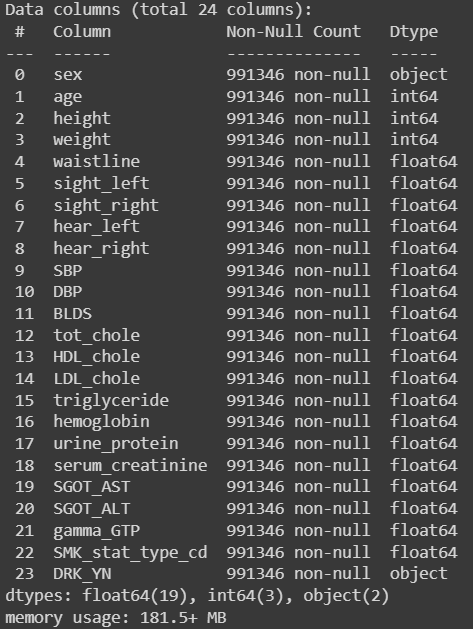 Data columns (total 24 columns):
 #   Column            Non-Null Count   Dtype
---  ------            --------------   -----
 0   sex               991346 non-null  object
 1   age               991346 non-null  int64
 2   height            991346 non-null  int64
 3   weight            991346 non-null  int64
 4   waistline         991346 non-null  float64
 5   sight_left        991346 non-null  float64
 6   sight_right       991346 non-null  float64
 7   hear_left         991346 non-null  float64
 8   hear_right        991346 non-null  float64
 9   SBP               991346 non-null  float64
 10  DBP               991346 non-null  float64
 11  BLDS              991346 non-null  float64
 12  tot_chole         991346 non-null  float64
 13  HDL_chole         991346 non-null  float64
 14  LDL_chole         991346 non-null  float64
 15  triglyceride      991346 non-null  float64
 16  hemoglobin        991346 non-null  float64
 17  urine_protein     991346 non-null  float64
 18  serum_creatinine  991346 non-null  float64
 19  SGOT_AST          991346 non-null  float64
 20  SGOT_ALT          991346 non-null  float64
 21  gamma_GTP         991346 non-null  float64
 22  SMK_stat_type_cd  991346 non-null  float64
 23  DRK_YN            991346 non-null  object
dtypes: float64(19), int64(3), object(2)
memory usage: 181.5+ MB